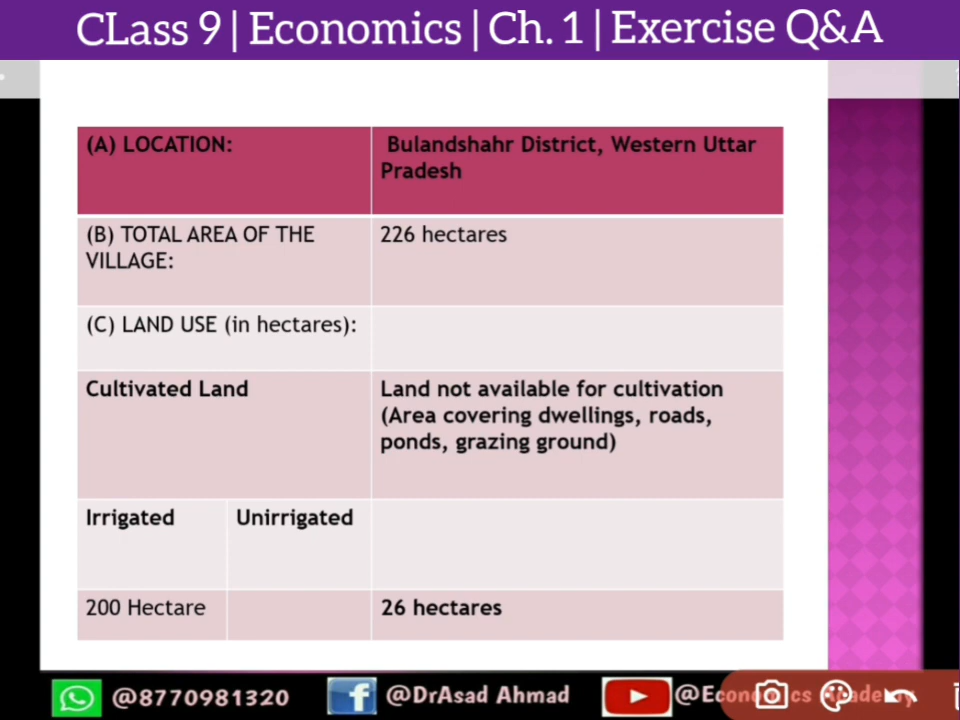 CLass 9 | Economics | Ch. 1 | Exercise Q&A
(A) LOCATION:
Bulandshahr District, Western Uttar
Pradesh
(B) TOTAL AREA OF THE
VILLAGE:
226 hectares
(C) LAND USE (in hectares):
Cultivated Land
Land not available for cultivation
(Area covering dwellings, roads,
ponds, grazing ground)
Irrigated
Unirrigated
200 Hectare
26 hectares
@8770981320
@DrAsad Ahmad
@Economics Academy